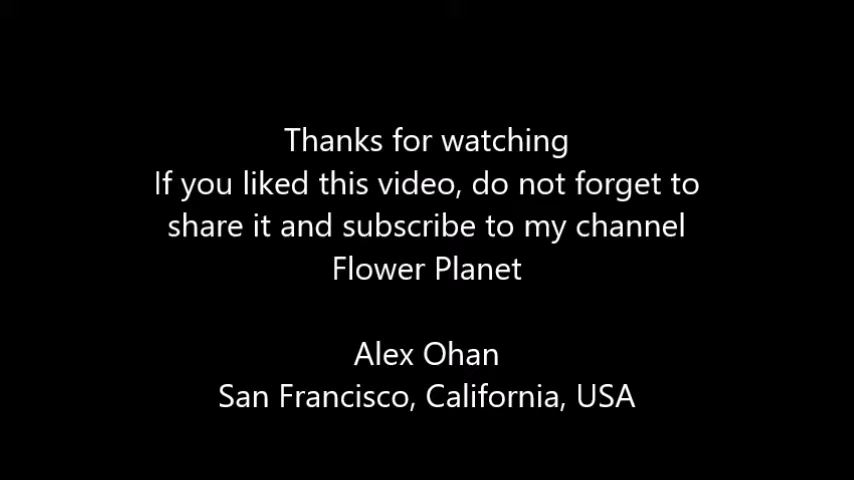 Thanks for watching
If you liked this video, do not forget to
share it and subscribe to my channel
Flower Planet
Alex Ohan
San Francisco, California, USA